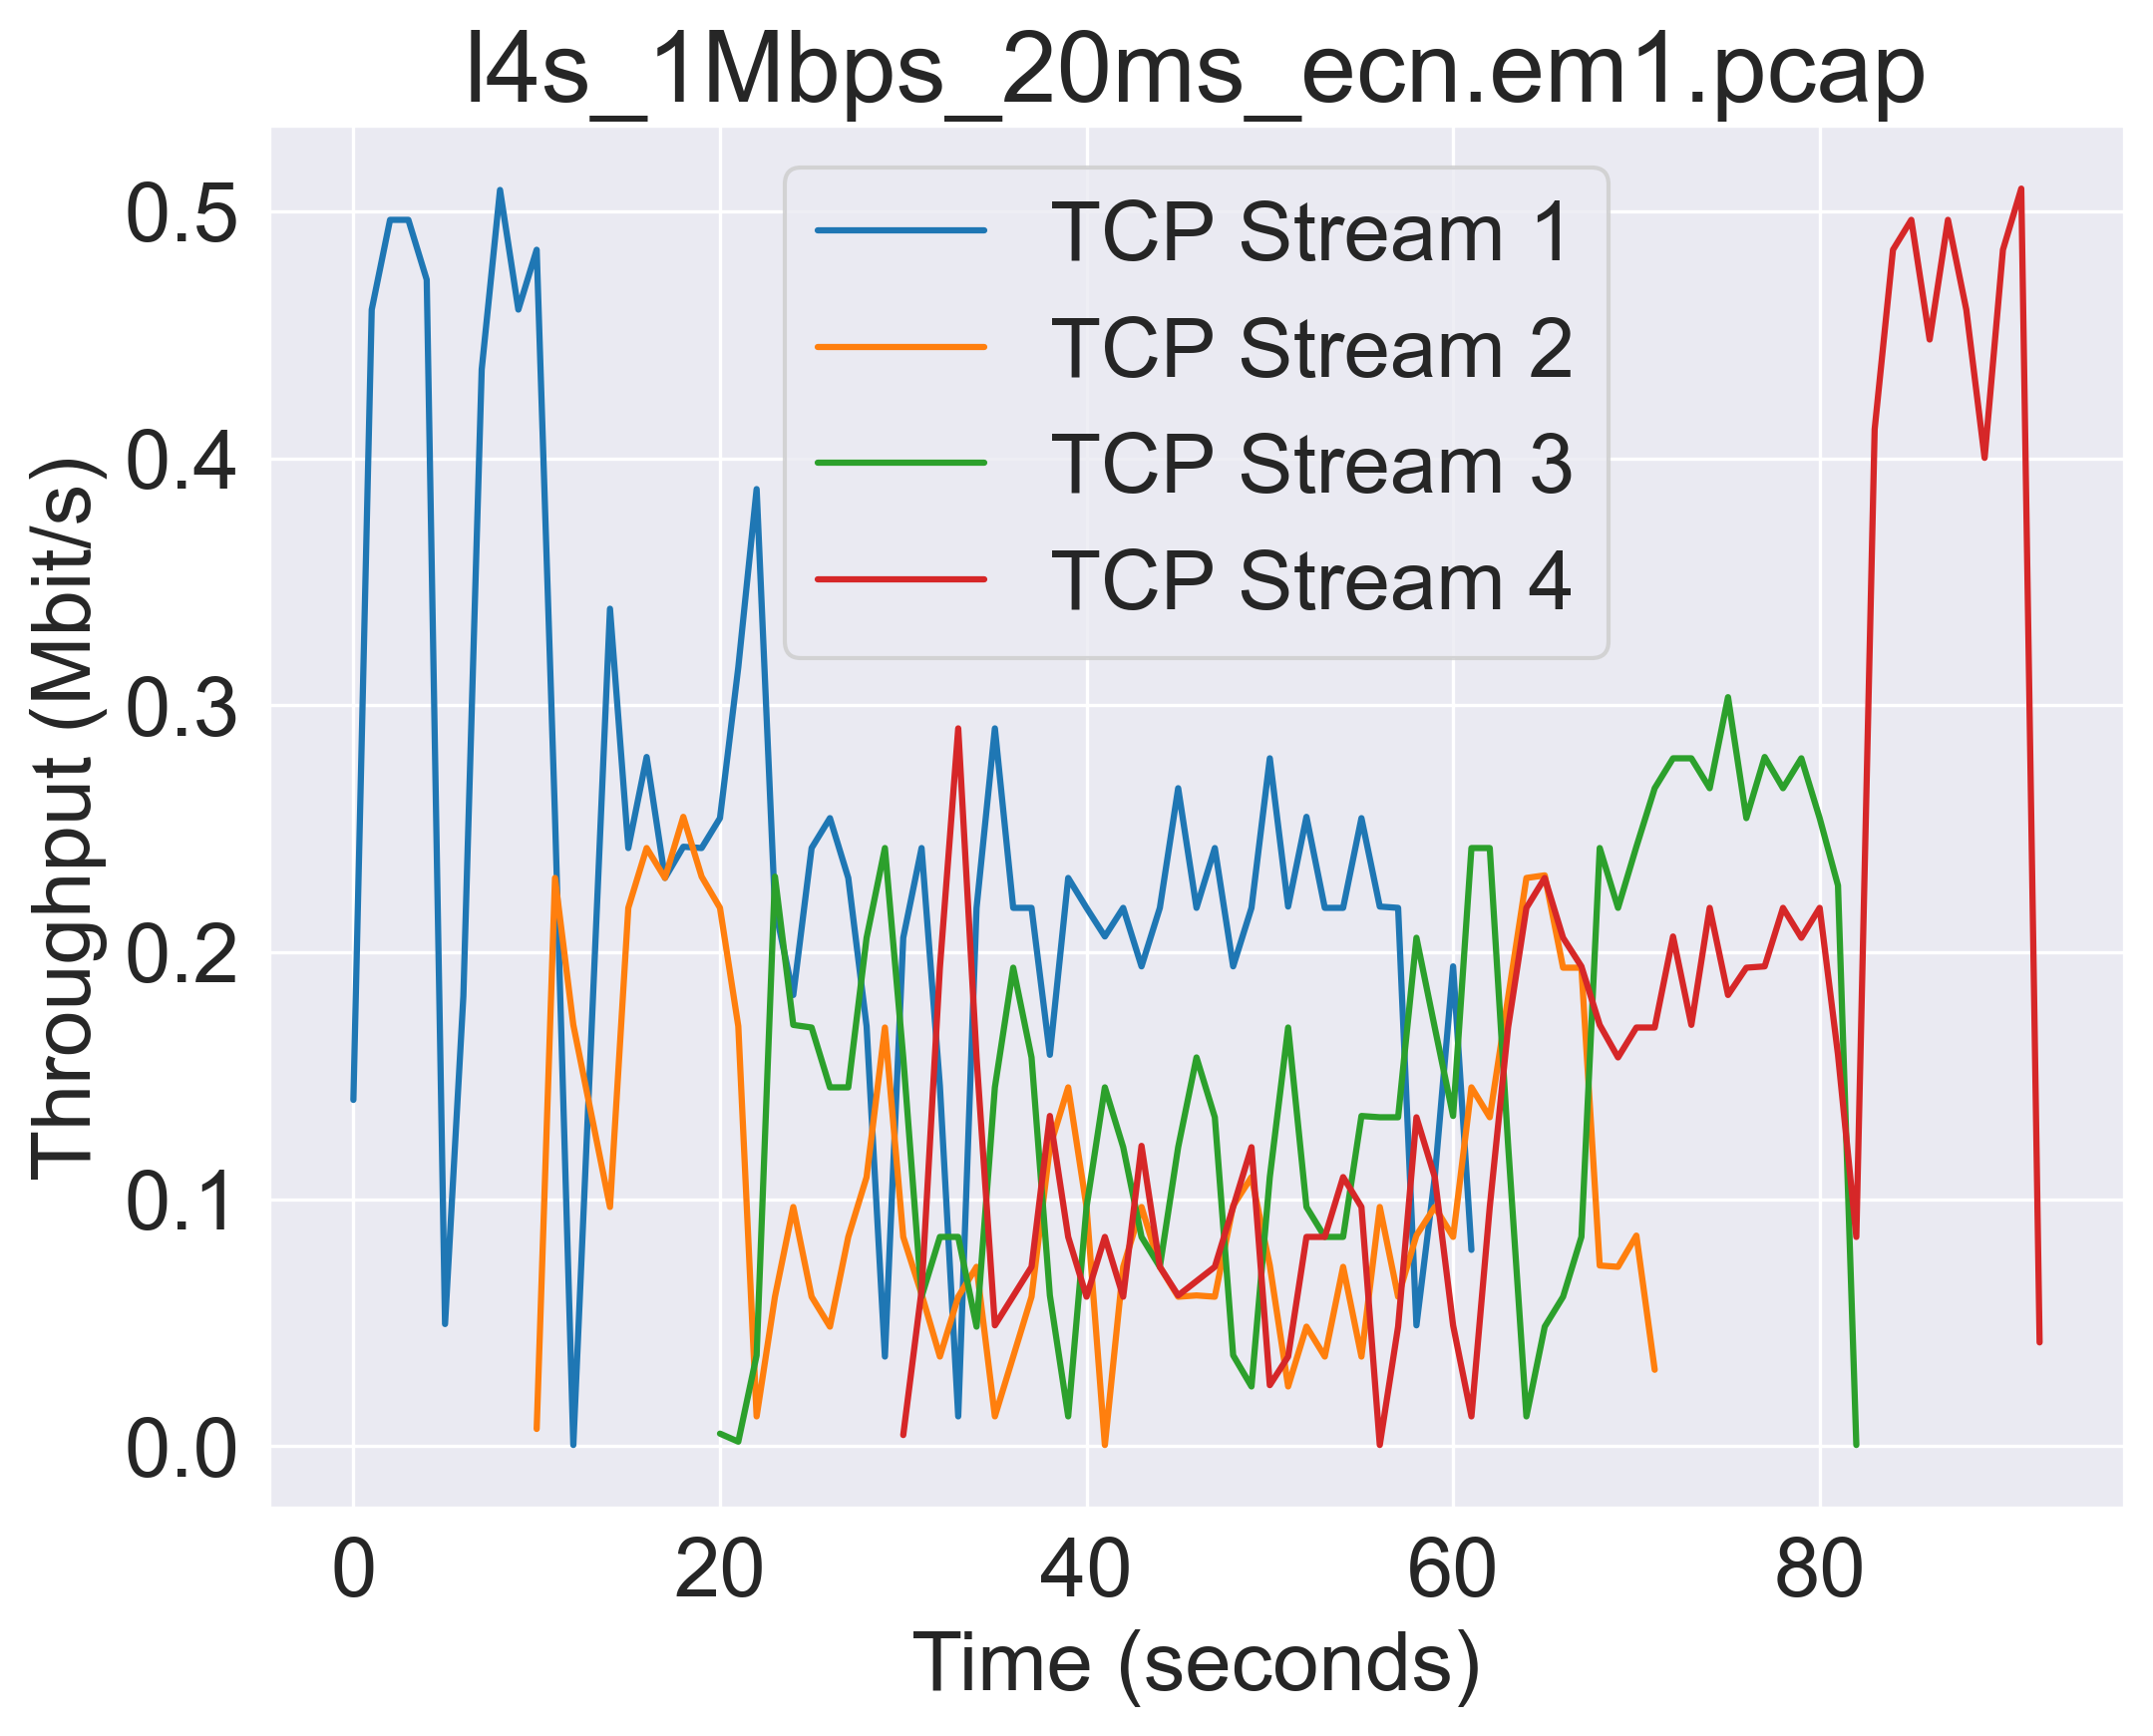 l4s_1Mbps_20ms_ecn.em1.pcap
TCP Stream 1
TCP Stream 2
TCP Stream 3
TCP Stream 4
Throughput (Mbit/s)
0.5
0.4
0.3
0.2
0.1
0.0
0 20 40 60 80
Time (seconds)